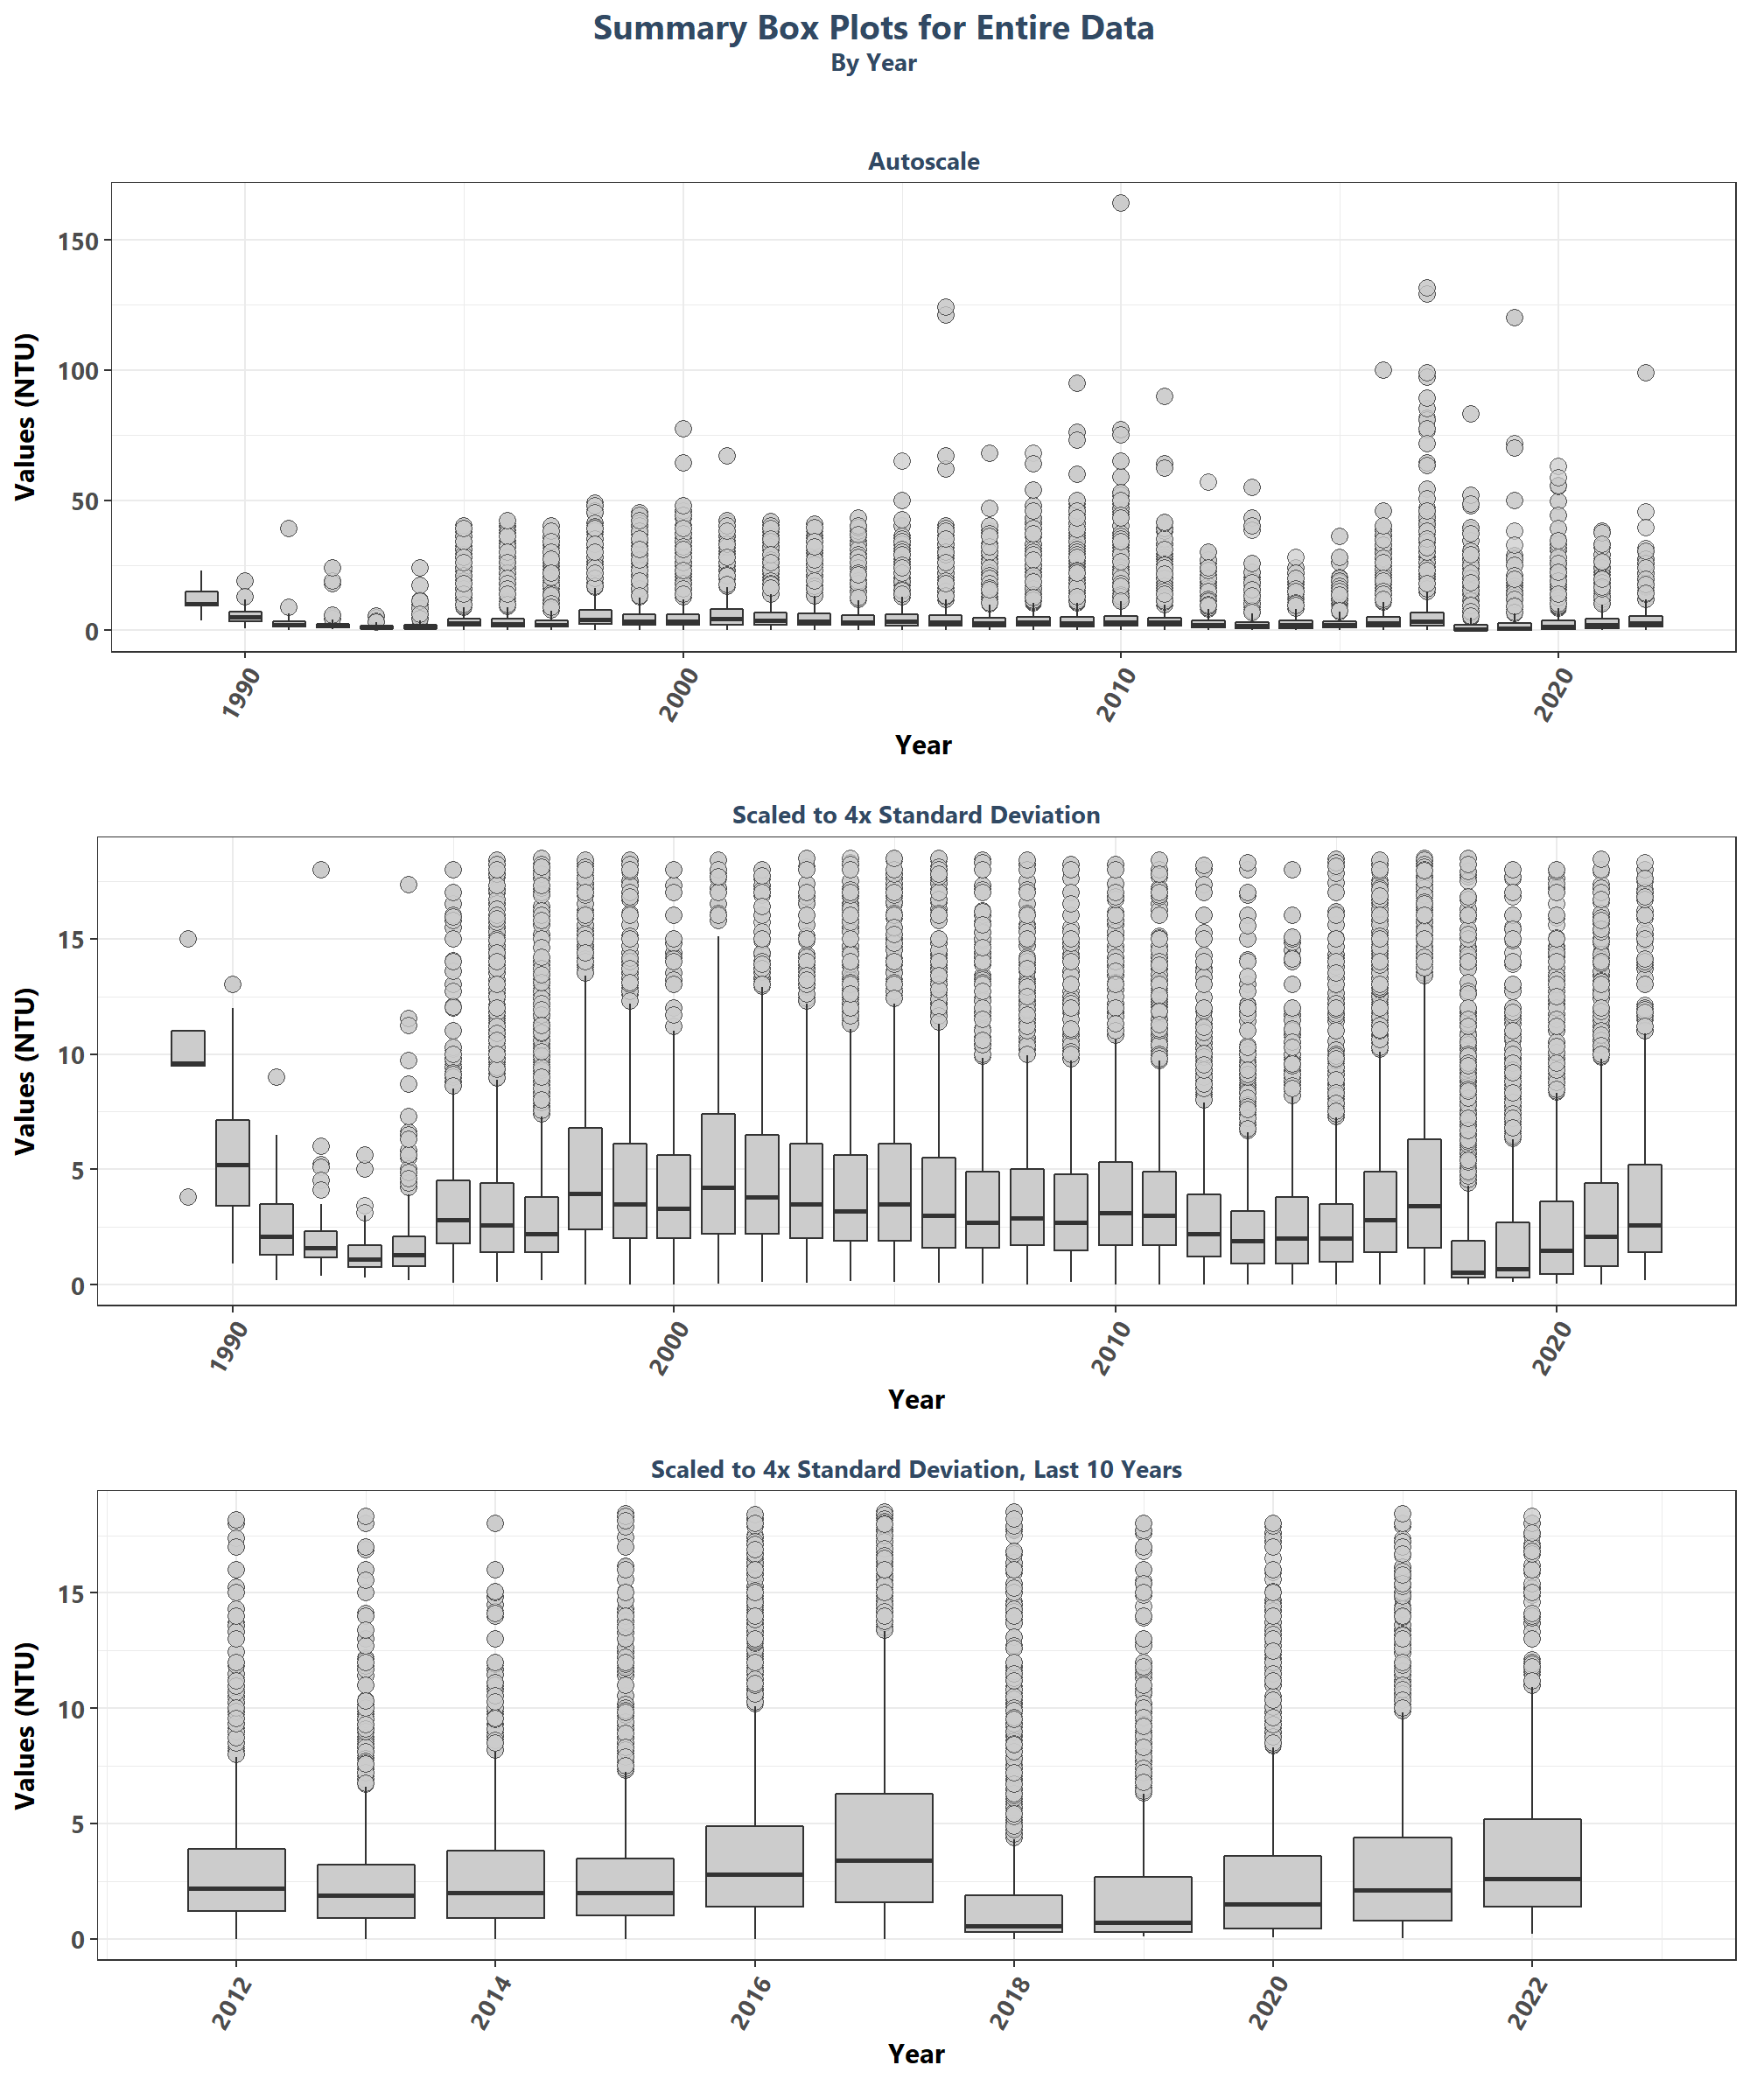 Summary Box Plots for Entire Data
By Year
Autoscale
Values (NTU)
150
100
50
0
1990
2000
2010
2020
Year
Scaled to 4x Standard Deviation
Values (NTU)
15
10
5
0
1990
2000
2010
2020
Year
Scaled to 4x Standard Deviation, Last 10 Years
Values (NTU)
15
10
5
0
2012
2014
2016
2018
2020
2022
Year